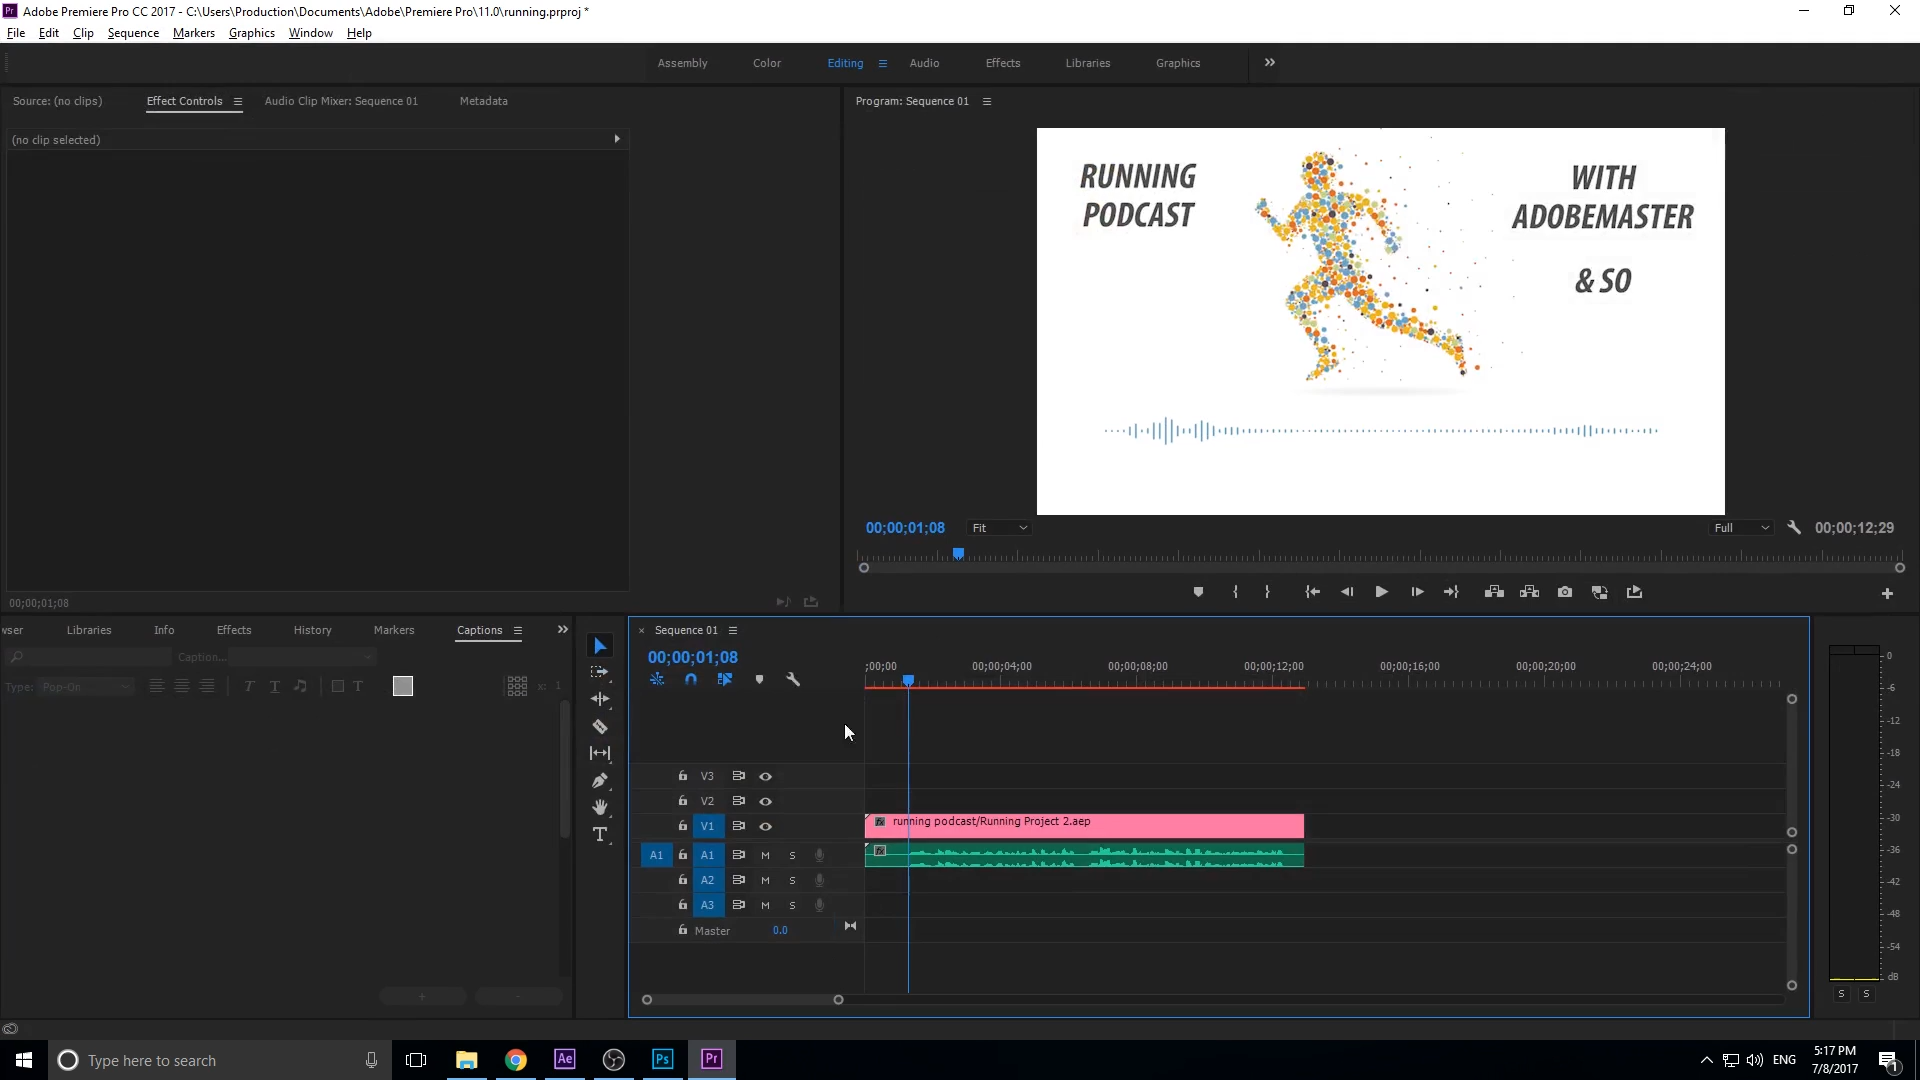 Pr Adobe Premiere Pro CC 2017 - C:\Users\Production\Documents\Adobe\Premiere Pro\11.0\running.prproj *
File Edit Clip Sequence Markers Graphics Window Help
Assembly Color Editing Audio Effects Libraries Graphics
Source: (no clips) Effect Controls Audio Clip Mixer: Sequence 01 Metadata
Program: Sequence 01
(no clip selected)
RUNNING
PODCAST
WITH
ADOBEMASTER
& SO
00;00;01;08 Fit Full 00;00;12;29
00;00;01;08
wser Libraries Info Effects History Markers Captions
Caption...
Type: Pop-On T T T x: 1
Sequence 01
00;00;01;08
;00;00 00;00;04;00 00;00;08;00 00;00;12;00 00;00;16;00 00;00;20;00 00;00;24;00
V3
V2
V1 running podcast/Running Project 2.aep
A1 A1 M S
A2 M S
A3 M S
Master 0.0
T
0
-6
-12
-18
-24
-30
-36
-42
-48
-54
dB
S S
Type here to search
Ae Ps Pr
ENG 5:17 PM
7/8/2017
1